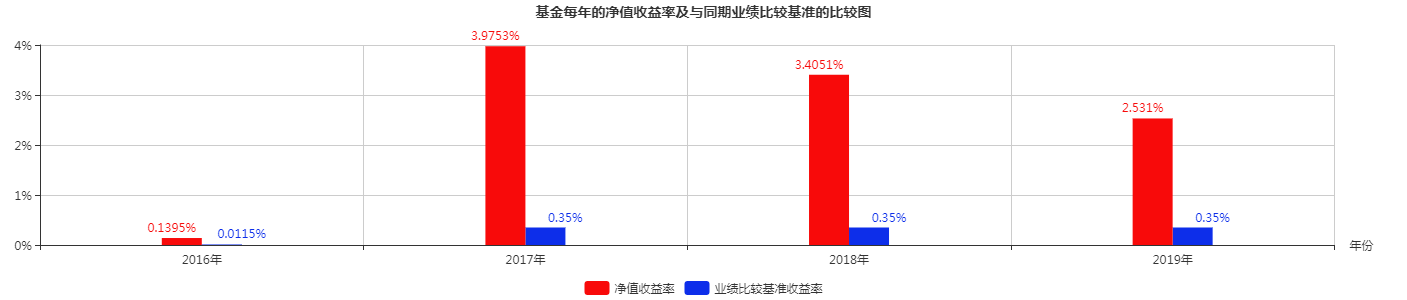 基金每年的净值收益率及与同期业绩比较基准的比较图
4%
3%
2%
1%
0%
0.1395%
0.0115%
3.9753%
0.35%
3.4051%
0.35%
2.531%
0.35%
2016年
2017年
2018年
2019年
年份
净值收益率
业绩比较基准收益率